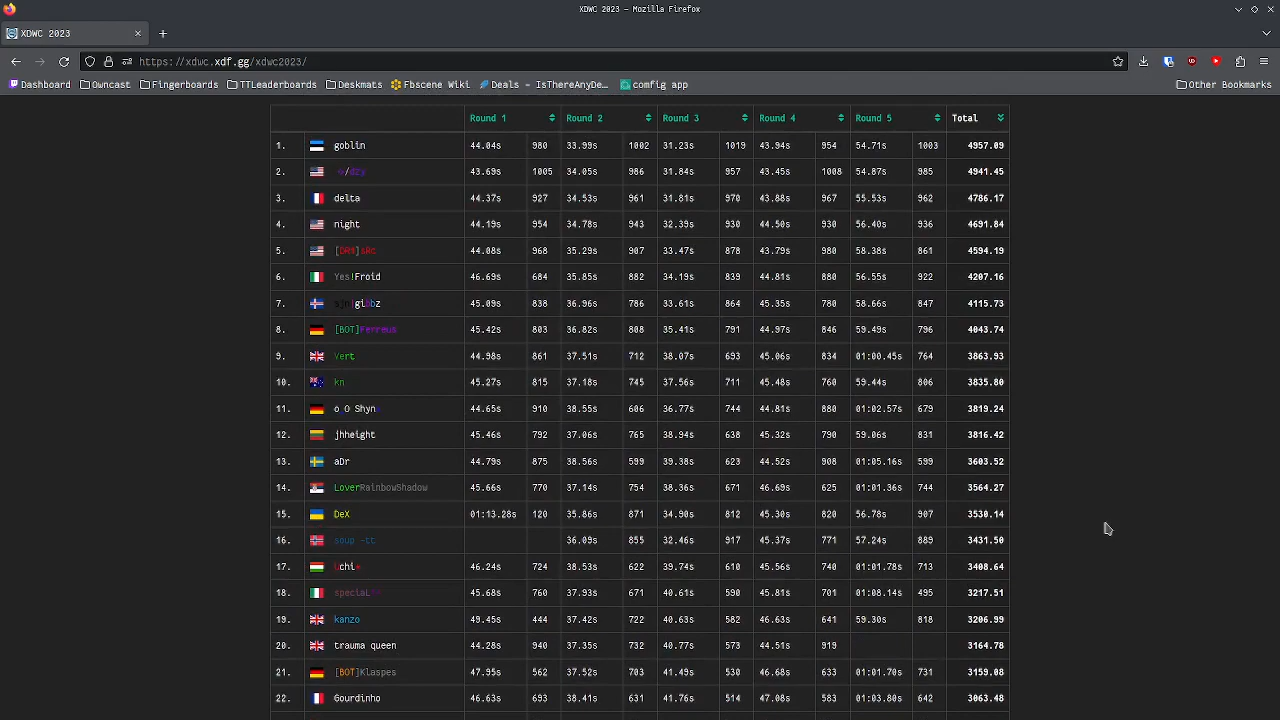 XDWC 2023 — Mozilla Firefox
XDWC 2023
https://xdwc.xdf.gg/xdwc2023/
Dashboard Owncast Fingerboards TTLeaderboards Deskmats Fbscene Wiki Deals - IsThereAnyDe… comfig app Other Bookmarks
Round 1 Round 2 Round 3 Round 4 Round 5 Total
1. goblin 44.04s 980 1002 31.23s 954 54.71s 1003 4957.09
2. 43.69s 1005 34.05s 986 31.84s 957 43.45s 1008 54.87s 985 4941.45
3. delta 44.37s 927 34.53s 961 31.81s 970 43.88s 967 55.53s 962 4786.17
4. night 44.19s 954 34.78s 943 32.39s 930 44.50s 930 56.40s 936 4691.84
5. 44.08s 968 35.29s 907 33.47s 878 43.79s 980 58.38s 861 4594.19
6. Yes!Froid 46.69s 684 35.85s 882 34.19s 839 44.81s 880 56.55s 922 4207.16
7. sjn|gibbz 45.09s 838 36.96s 786 33.61s 864 45.35s 780 58.66s 847 4115.73
8. [BOT]Ferreus 45.42s 803 36.82s 808 35.41s 791 44.97s 846 59.49s 796 4043.74
9. Vert 44.98s 861 712 38.07s 693 45.06s 834 01:00.45s 764 3863.93
10. kn 45.27s 815 37.18s 745 37.56s 711 45.48s 760 59.44s 806 3835.80
11. o O Shyn 44.65s 910 38.55s 606 36.77s 744 44.81s 880 01:02.57s 679 3819.24
12. jhheight 45.46s 792 37.06s 765 38.94s 638 45.32s 790 59.06s 831 3816.42
13. aDr 44.79s 875 38.56s 599 39.38s 623 44.52s 908 01:05.16s 599 3603.52
14. LoverRainbowShadow 45.66s 770 37.14s 754 38.36s 671 46.69s 625 01:01.36s 744 3564.27
15. DeX 01:13.28s 120 35.86s 871 34.90s 812 45.30s 820 56.78s 907 3530.14
16. soup -tt 36.09s 855 32.46s 917 45.37s 771 57.24s 889 3431.50
17. 46.24s 724 38.53s 622 39.74s 610 45.56s 740 01:01.78s 713 3408.64
18. speciaL 45.68s 760 37.93s 671 40.61s 590 45.81s 701 01:08.14s 495 3217.51
19. kanzo 49.45s 444 37.42s 722 40.63s 582 46.63s 641 59.30s 818 3206.99
20. trauma queen 44.28s 940 37.35s 732 40.77s 573 44.51s 919 3164.78
21. [BOT]Klaspes 47.95s 562 37.52s 703 41.49s 530 46.68s 633 01:01.70s 731 3159.08
22. Gourdinho 46.63s 693 38.41s 631 41.76s 514 47.08s 583 01:03.80s 642 3063.48